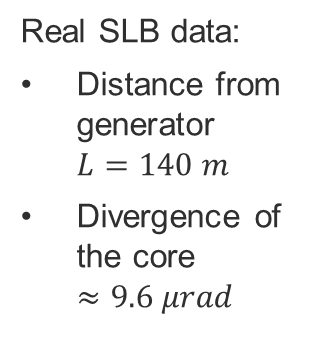 Real SLB data:
• Distance from
generator
L = 140 m
• Divergence of
the core
≈ 9.6 μrad